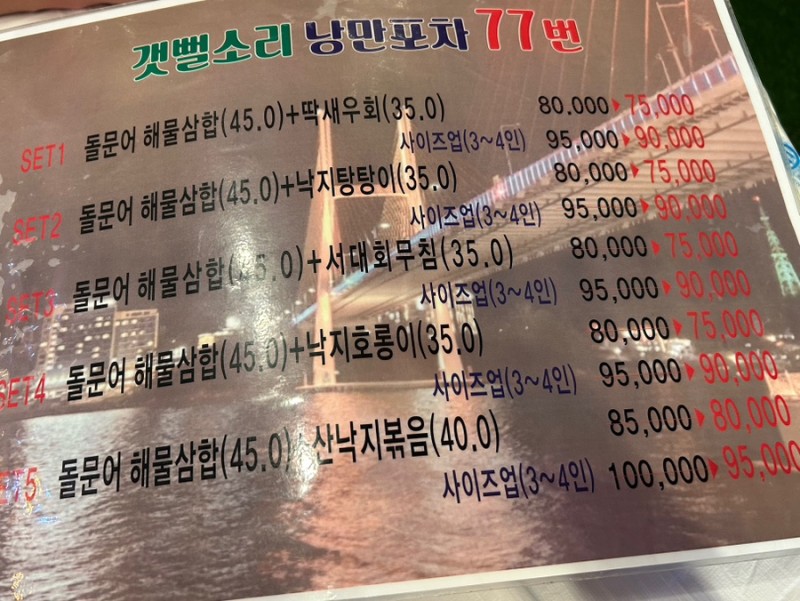 갯뻘소리 낭만포차 77번
SET1 돌문어 해물삼합(45.0)+딱새우회(35.0) 80.000▶75,000
사이즈업(3~4인) 95,000▶90,000
SET2 돌문어 해물삼합(45.0)+낙지탕탕이(35.0) 80,000▶75,000
사이즈업(3~4인) 95,000▶90,000
SET3 돌문어 해물삼합(45.0)+서대회무침(35.0) 80,000▶75,000
사이즈업(3~4인) 95,000▶90,000
SET4 돌문어 해물삼합(45.0)+낙지호롱이(35.0) 80,000▶75,000
사이즈업(3~4인) 95,000▶90,000
SET5 돌문어 해물삼합(45.0)+산낙지볶음(40.0) 85,000▶80,000
사이즈업(3~4인) 100,000▶95,000